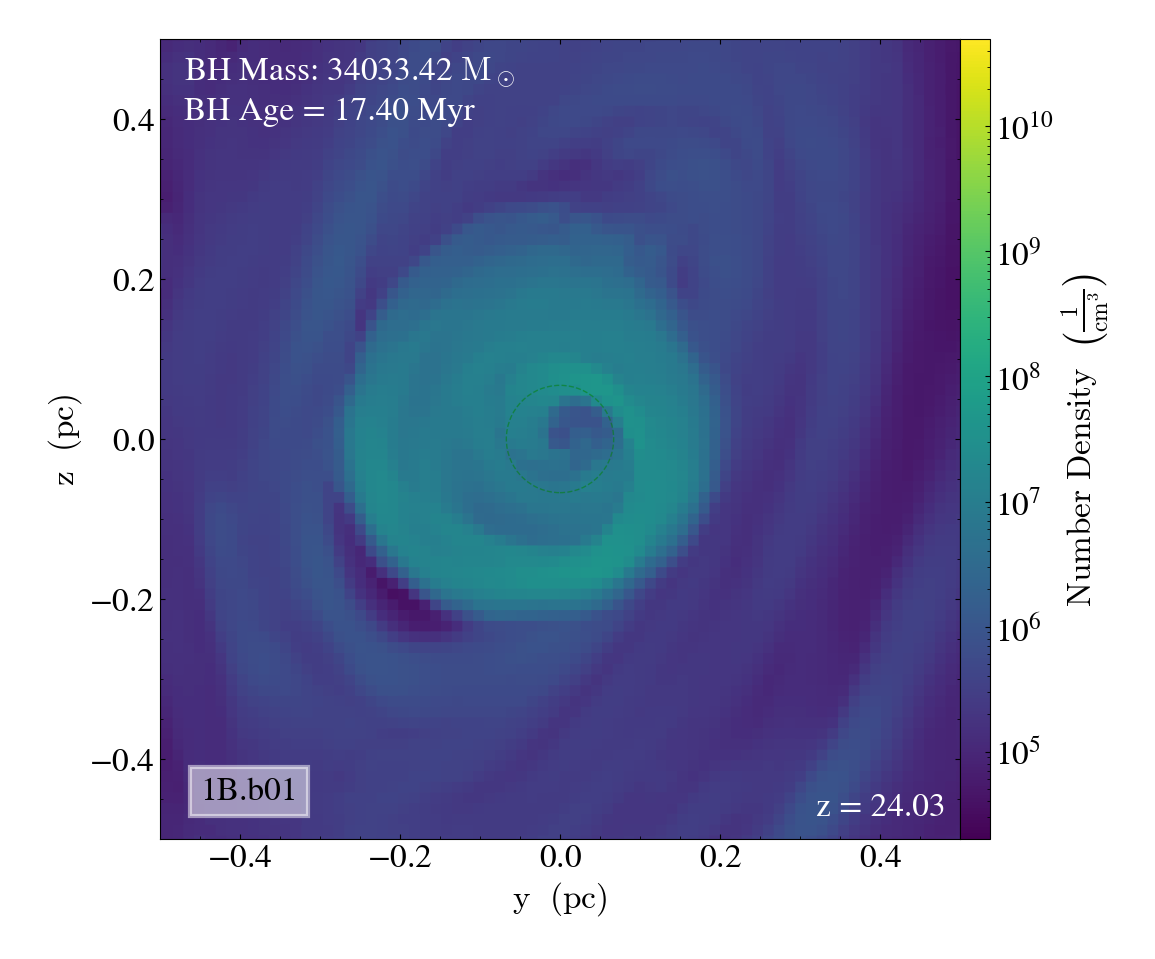 BH Mass: 34033.42 M⊙
BH Age = 17.40 Myr
0.4
0.2
0.0
−0.2
−0.4
z (pc)
1B.b01
z = 24.03
−0.4 −0.2 0.0 0.2 0.4
y (pc)
10^10
10^9
10^8
10^7
10^6
10^5
Number Density (1/cm^3)